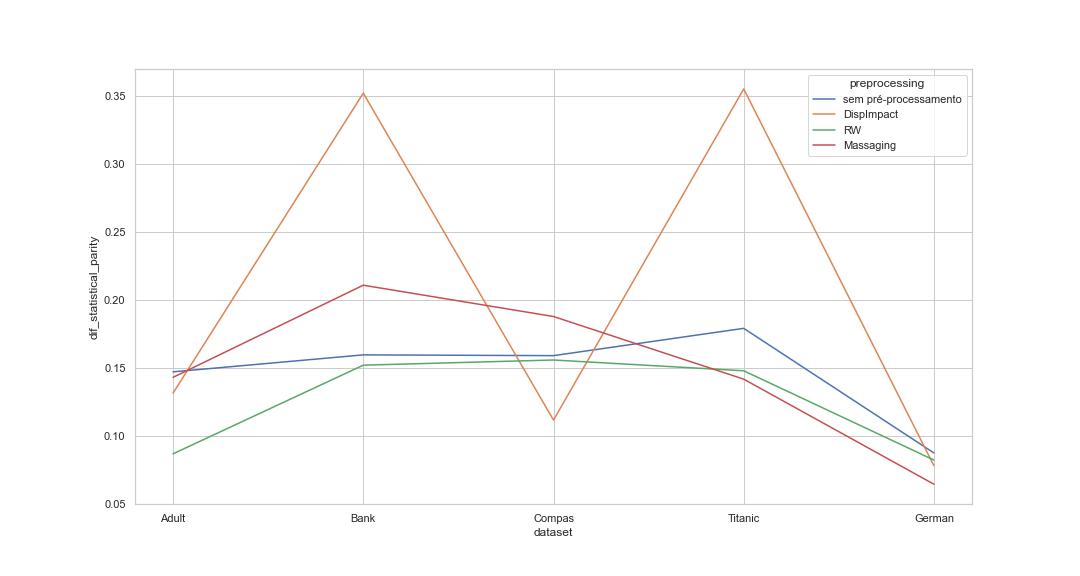 preprocessing
sem pré-processamento
DispImpact
RW
Massaging
0.35
0.30
0.25
0.20
0.15
0.10
0.05
dif_statistical_parity
Adult
Bank
Compas
Titanic
German
dataset